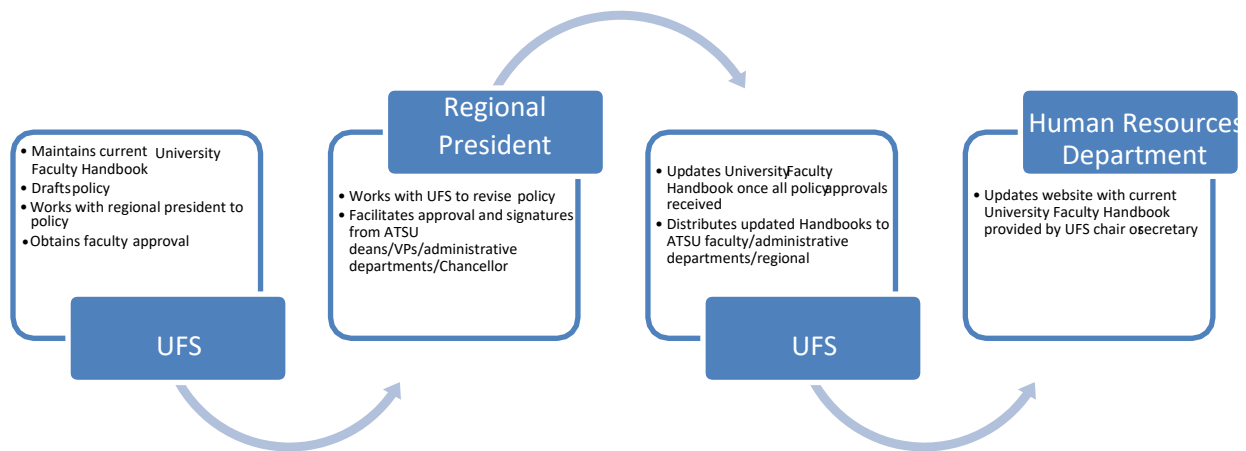 • Maintains current University
Faculty Handbook
• Drafts policy
• Works with regional president to
policy
• Obtains faculty approval
UFS
Regional
President
• Works with UFS to revise policy
• Facilitates approval and signatures
from ATSU
deans/VPs/administrative
departments/Chancellor
• Updates University Faculty
Handbook once all policy approvals
received
• Distributes updated Handbooks to
ATSU faculty/administrative
departments/regional
UFS
Human Resources
Department
• Updates website with current
University Faculty Handbook
provided by UFS chair or secretary